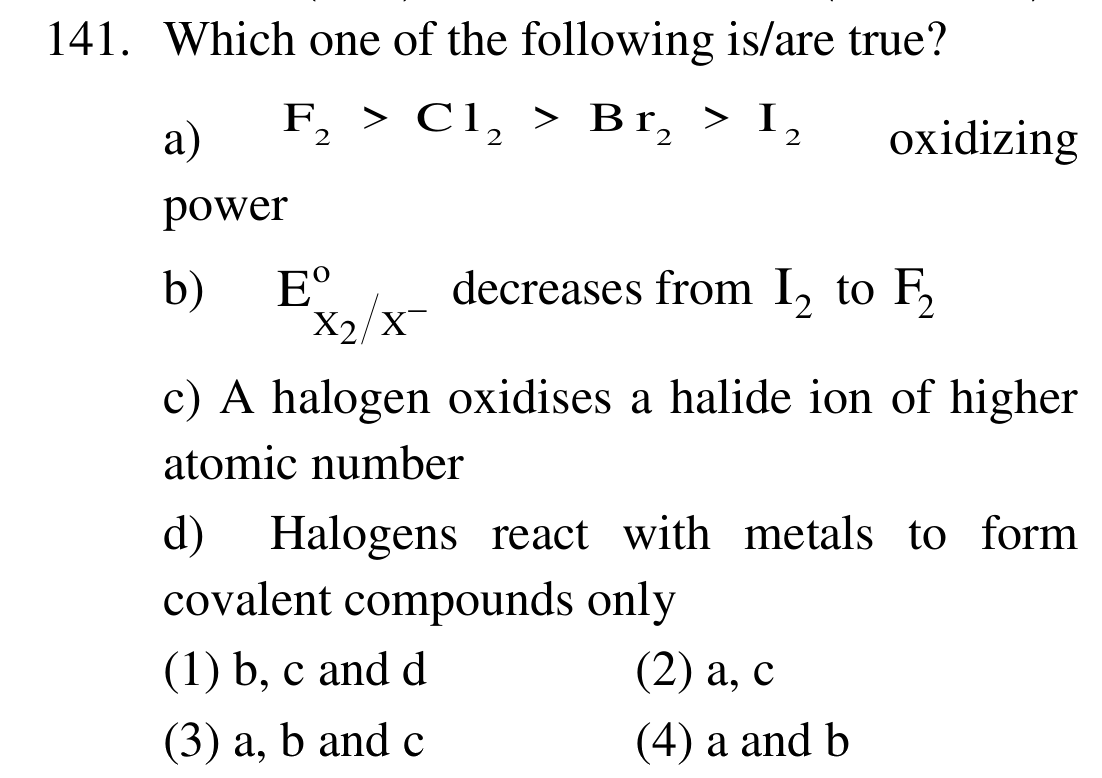 141. Which one of the following is/are true?
a) F₂ > Cl₂ > Br₂ > I₂ oxidizing
power
b) E°X₂/X⁻ decreases from I₂ to F₂
c) A halogen oxidises a halide ion of higher
atomic number
d) Halogens react with metals to form
covalent compounds only
(1) b, c and d (2) a, c
(3) a, b and c (4) a and b